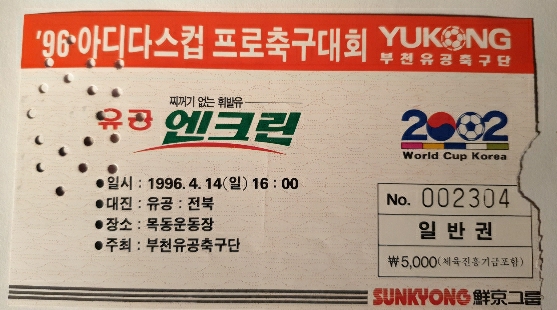 '96 아디다스컵 프로축구대회 YUKONG
부천유공축구단
찌꺼기 없는 휘발유
유공 엔크린
2002
World Cup Korea
●일시 : 1996. 4. 14(일) 16 : 00
●대진 : 유공 : 전북
●장소 : 목동운동장
●주최 : 부천유공축구단
No. 002304
일반권
₩5,000(체육진흥기금포함)
SUNKYONG 鮮京그룹